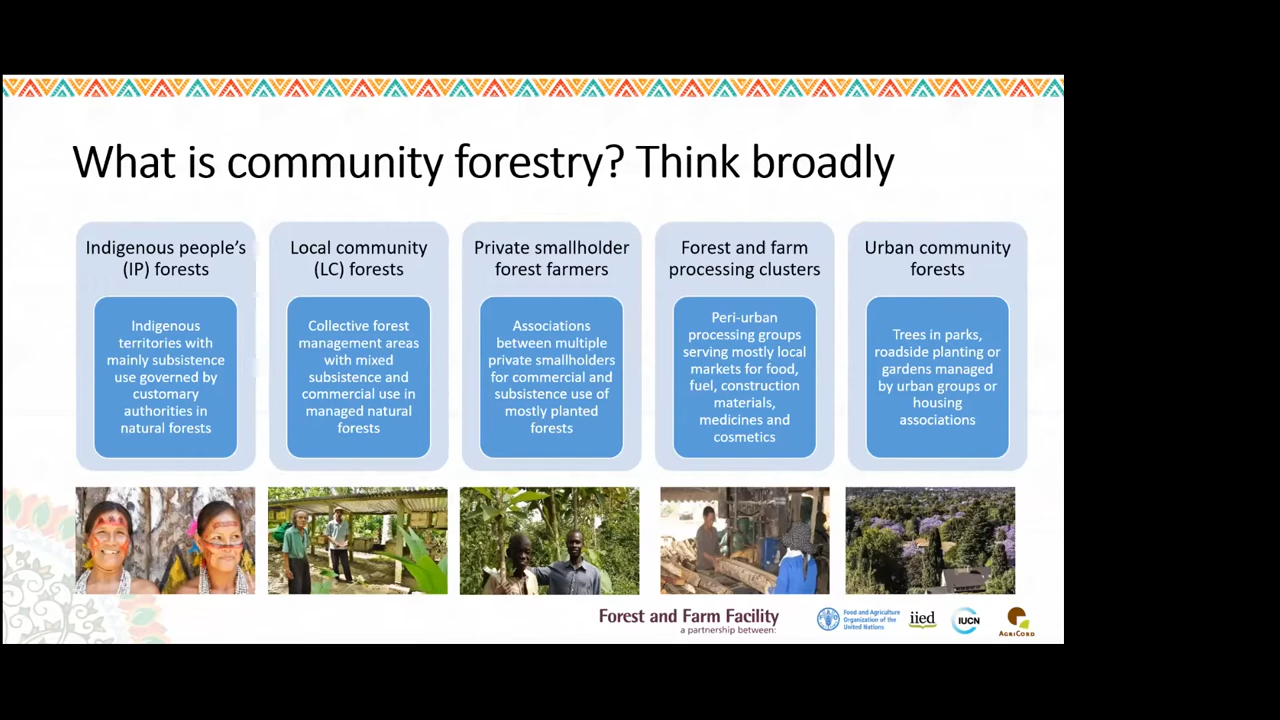 What is community forestry? Think broadly
Indigenous people's
(IP) forests
Indigenous
territories with
mainly subsistence
use governed by
customary
authorities in
natural forests
Local community
(LC) forests
Collective forest
management areas
with mixed
subsistence and
commercial use in
managed natural
forests
Private smallholder
forest farmers
Associations
between multiple
private smallholders
for commercial and
subsistence use of
mostly planted
forests
Forest and farm
processing clusters
Peri-urban
processing groups
serving mostly local
markets for food,
fuel, construction
materials,
medicines and
cosmetics
Urban community
forests
Trees in parks,
roadside planting or
gardens managed
by urban groups or
housing
associations
Forest and Farm Facility
a partnership between:
Food and Agriculture
Organization of the
United Nations
iied
IUCN
AGRICORD